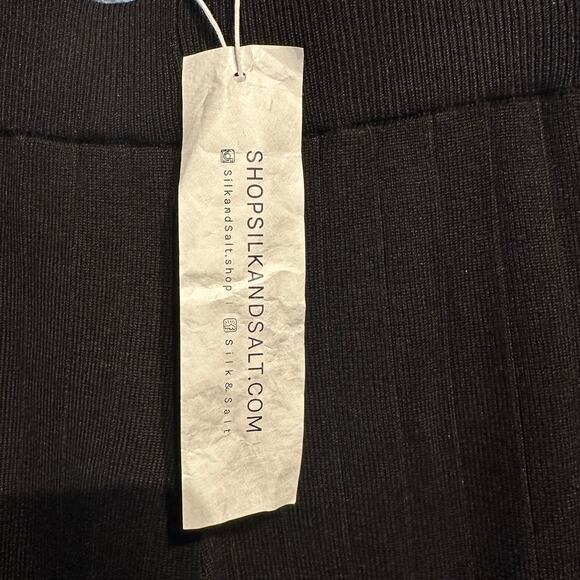 SHOPSILKANDSALT.COM
SilkandSalt.shop | Silk&Salt